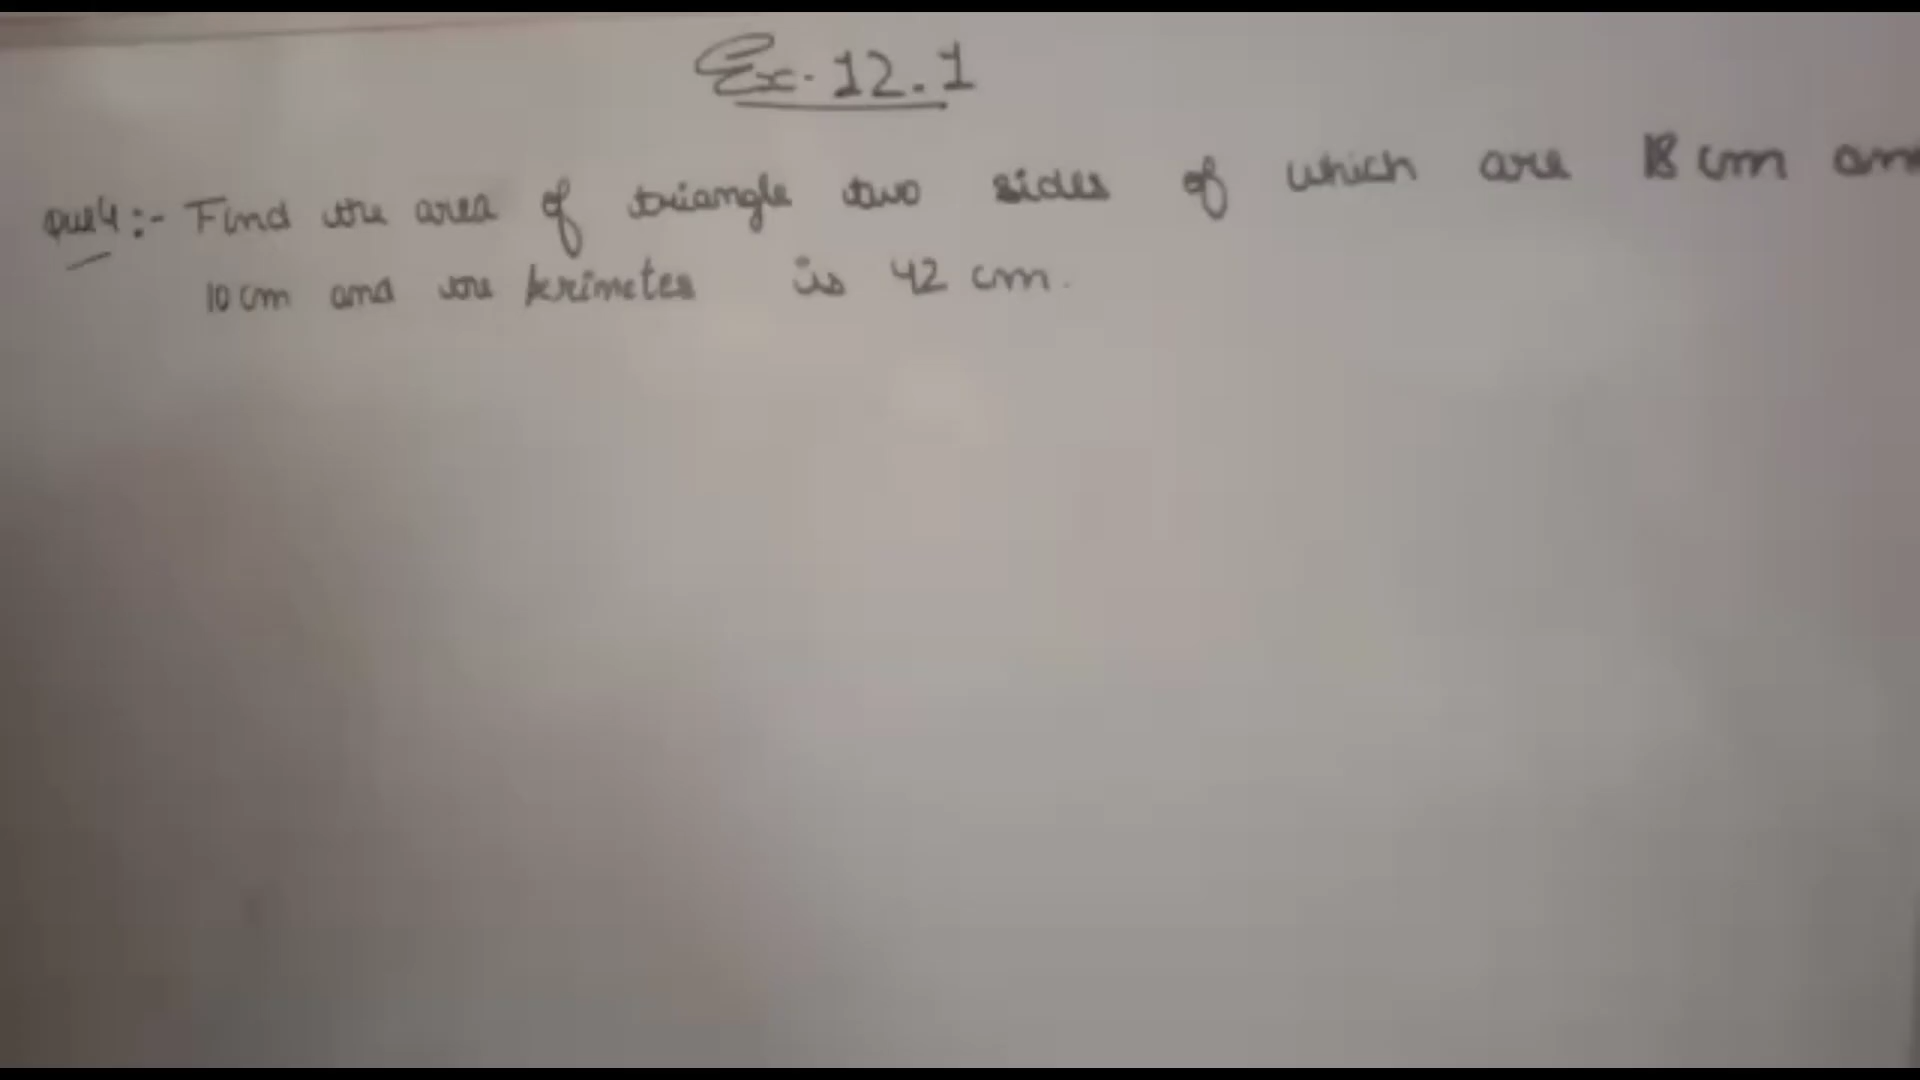 Ex. 12.1
Que4:- Find the area of triangle two sides of which are 18 cm an
10 cm and the perimeter is 42 cm.